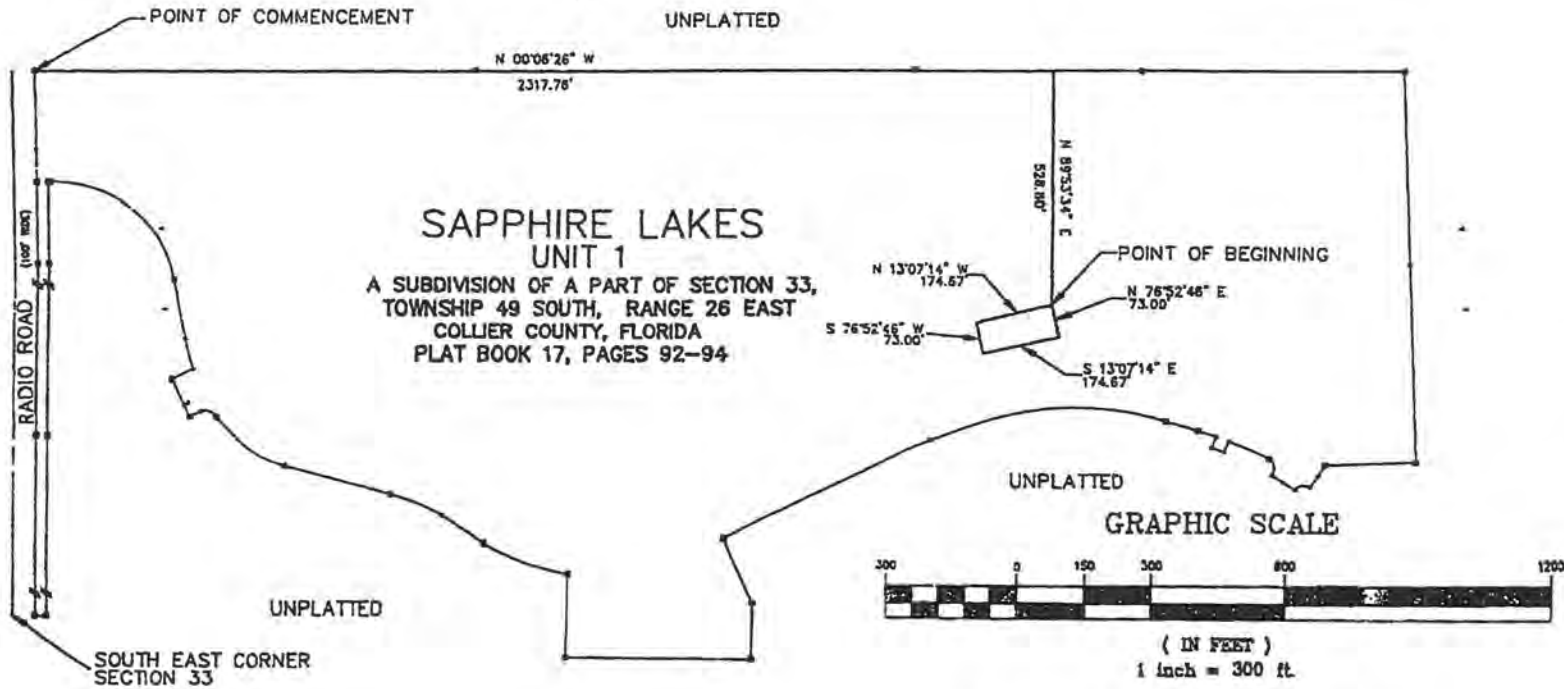 POINT OF COMMENCEMENT
UNPLATTED
N 00°06'26" W
2317.76'
N 89°53'34" E
528.80'
SAPPHIRE LAKES
UNIT 1
A SUBDIVISION OF A PART OF SECTION 33,
TOWNSHIP 49 SOUTH, RANGE 26 EAST
COLLIER COUNTY, FLORIDA
PLAT BOOK 17, PAGES 92-94
POINT OF BEGINNING
N 13°07'14" W
174.67'
N 76°52'46" E
73.00'
S 76°52'46" W
73.00'
S 13°07'14" E
174.67'
RADIO ROAD
UNPLATTED
UNPLATTED
SOUTH EAST CORNER
SECTION 33
GRAPHIC SCALE
300 0 150 300 600 1200
( IN FEET )
1 inch = 300 ft.